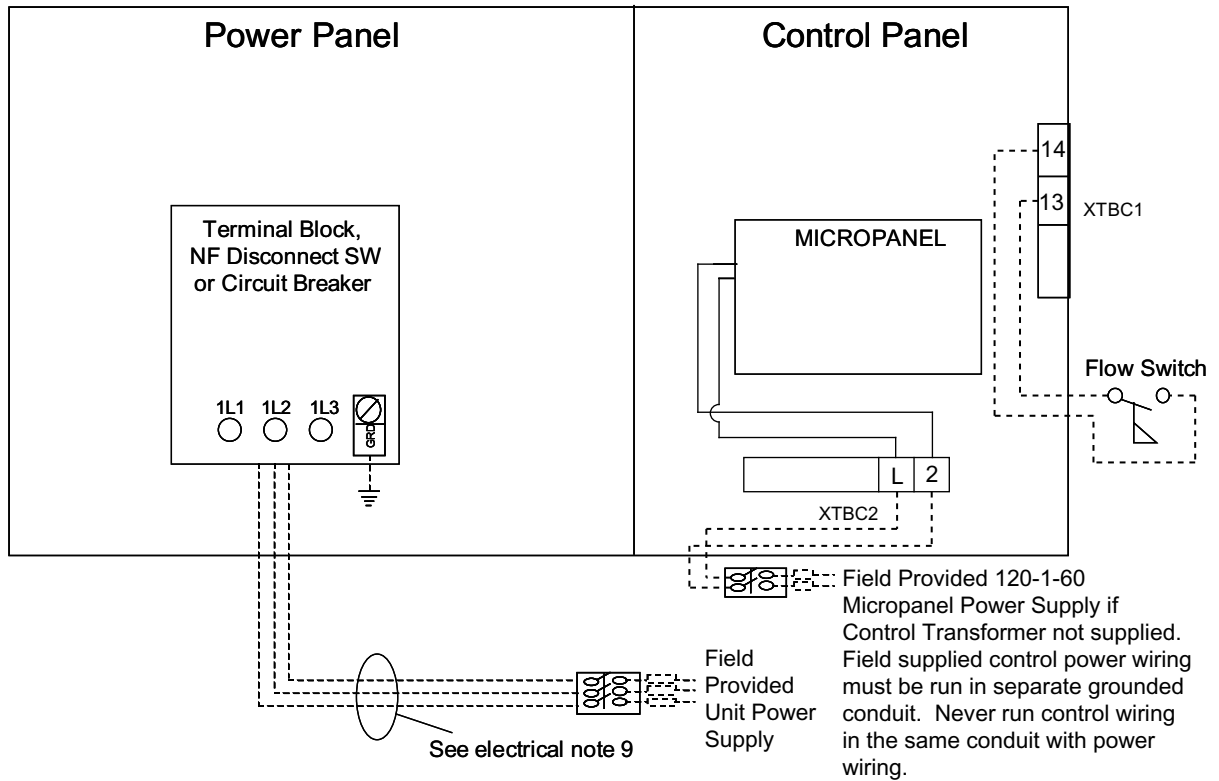 Power Panel
Control Panel
Terminal Block,
NF Disconnect SW
or Circuit Breaker
1L1
1L2
1L3
GRD
MICROPANEL
14
13
XTBC1
Flow Switch
L
2
XTBC2
Field Provided 120-1-60
Micropanel Power Supply if
Control Transformer not supplied.
Field supplied control power wiring
must be run in separate grounded
conduit. Never run control wiring
in the same conduit with power
wiring.
Field
Provided
Unit Power
Supply
See electrical note 9